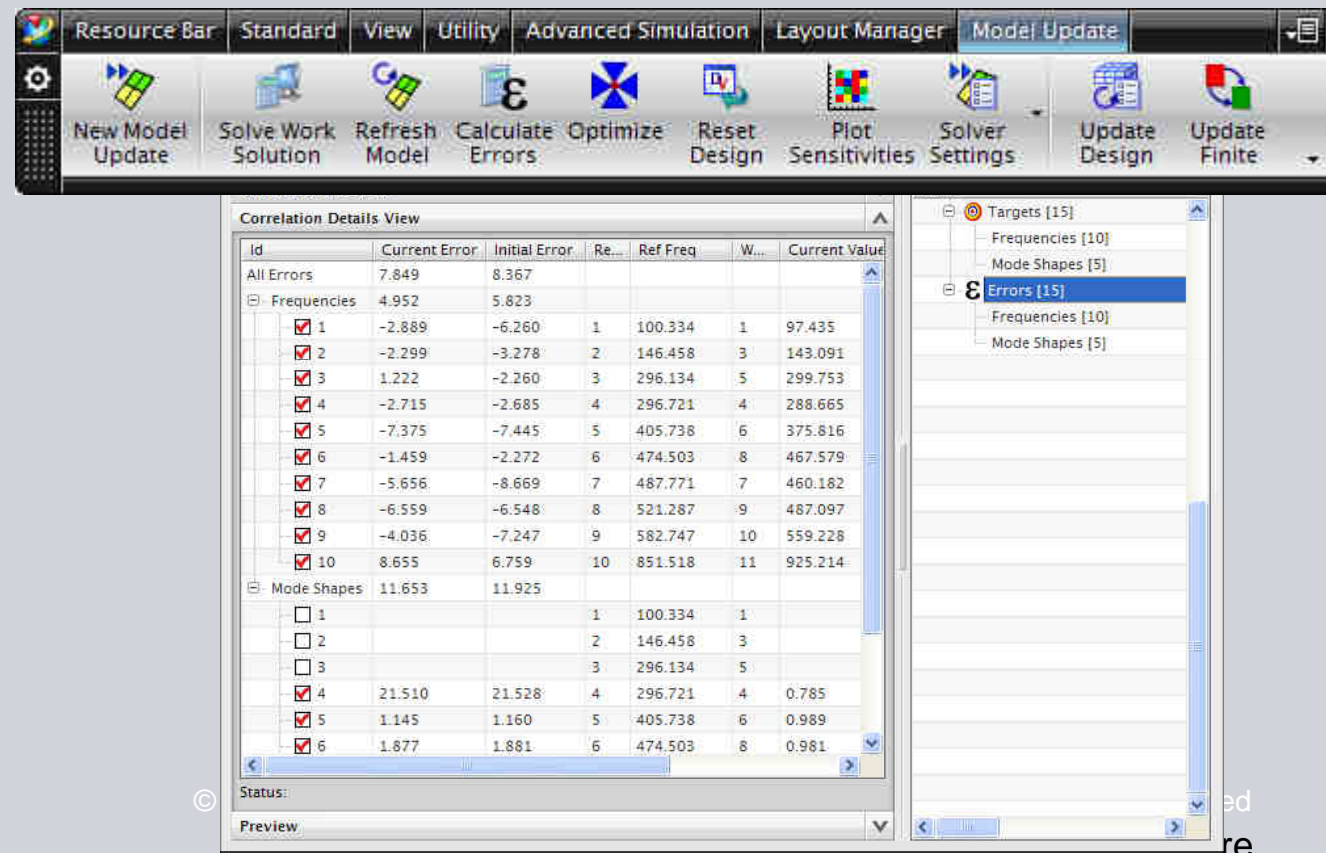 Resource Bar Standard View Utility Advanced Simulation Layout Manager Model Update
New Model Update Solve Work Solution Refresh Model Calculate Errors Optimize Reset Design Plot Sensitivities Solver Settings Update Design Update Finite
Correlation Details View
Id Current Error Initial Error Re... Ref Freq W... Current Value
All Errors 7.849 8.367
Frequencies 4.952 5.823
1 -2.889 -6.260 1 100.334 1 97.435
2 -2.299 -3.278 2 146.458 3 143.091
3 1.222 -2.260 3 296.134 5 299.753
4 -2.715 -2.685 4 296.721 4 288.665
5 -7.375 -7.445 5 405.738 6 375.816
6 -1.459 -2.272 6 474.503 8 467.579
7 -5.656 -8.669 7 487.771 7 460.182
8 -6.559 -6.548 8 521.287 9 487.097
9 -4.036 -7.247 9 582.747 10 559.228
10 8.655 6.759 10 851.518 11 925.214
Mode Shapes 11.653 11.925
1 1 100.334 1
2 2 146.458 3
3 3 296.134 5
4 21.510 21.528 4 296.721 4 0.785
5 1.145 1.160 5 405.738 6 0.989
6 1.877 1.881 6 474.503 8 0.981
Status:
Preview
Targets [15]
Frequencies [10]
Mode Shapes [5]
ε Errors [15]
Frequencies [10]
Mode Shapes [5]
©
ed
re